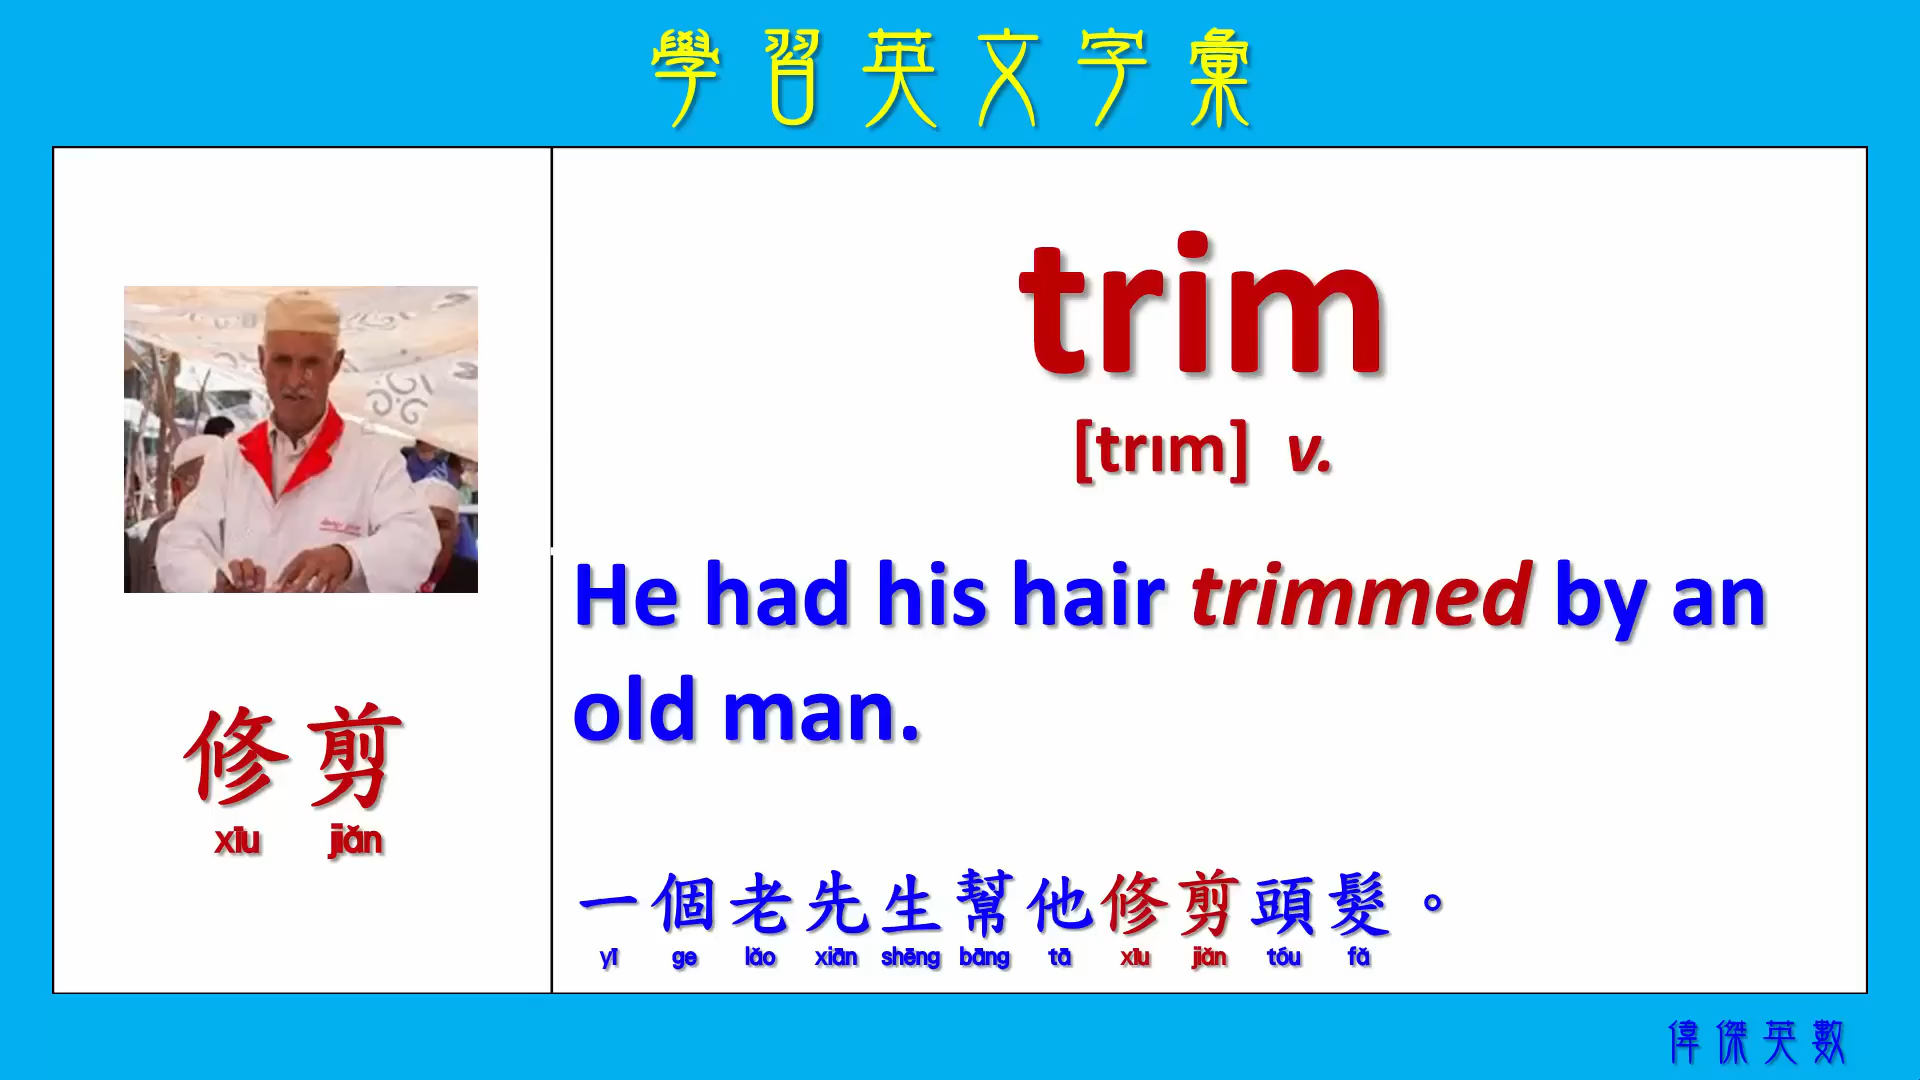 學習英文字彙
trim
[trɪm] v.
He had his hair trimmed by an
old man.
修剪
xīu jiǎn
一個老先生幫他修剪頭髮。
yī ge lǎo xiān shēng bāng tā xīu jiǎn tóu fǎ
偉傑英數